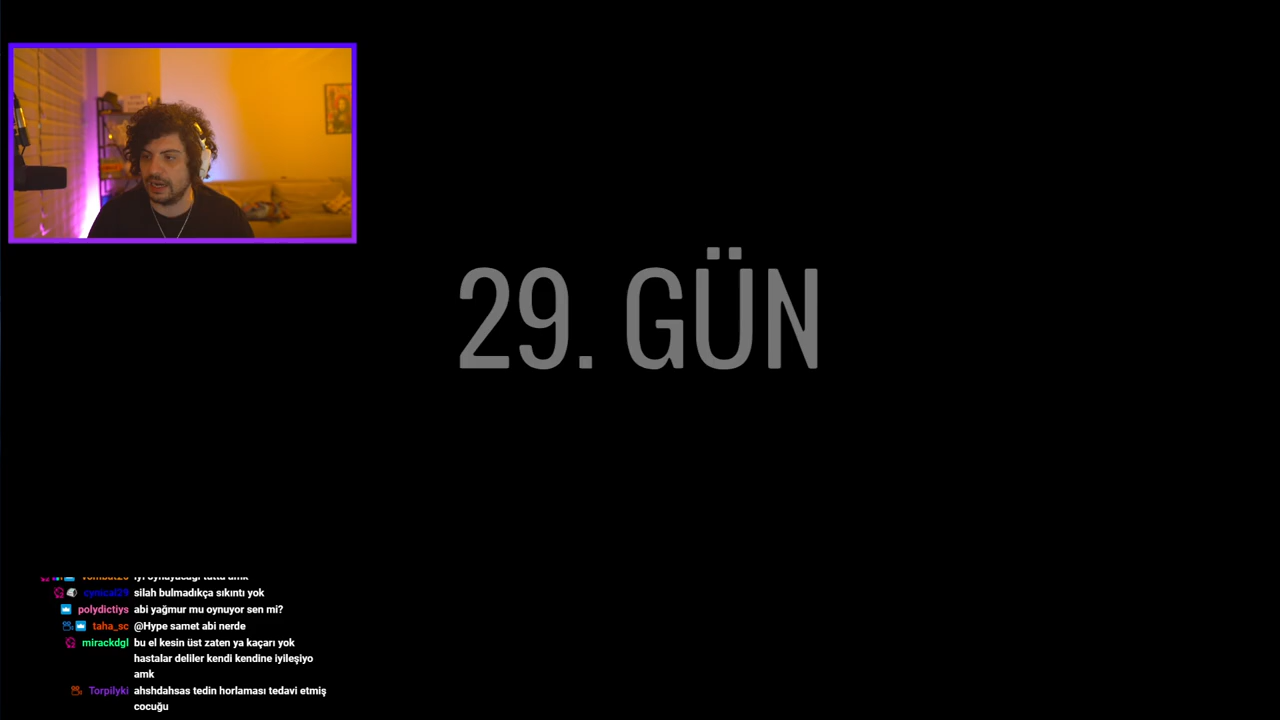 29. GÜN
cynical29 silah bulmadıkça sıkıntı yok
polydictiys abi yağmur mu oynuyor sen mi?
taha_sc @Hype samet abi nerde
mirackdgl bu el kesin üst zaten ya kaçarı yok
hastalar deliler kendi kendine iyileşiyo
amk
Torpilyki ahshdahsas tedin horlaması tedavi etmiş
cocuğu